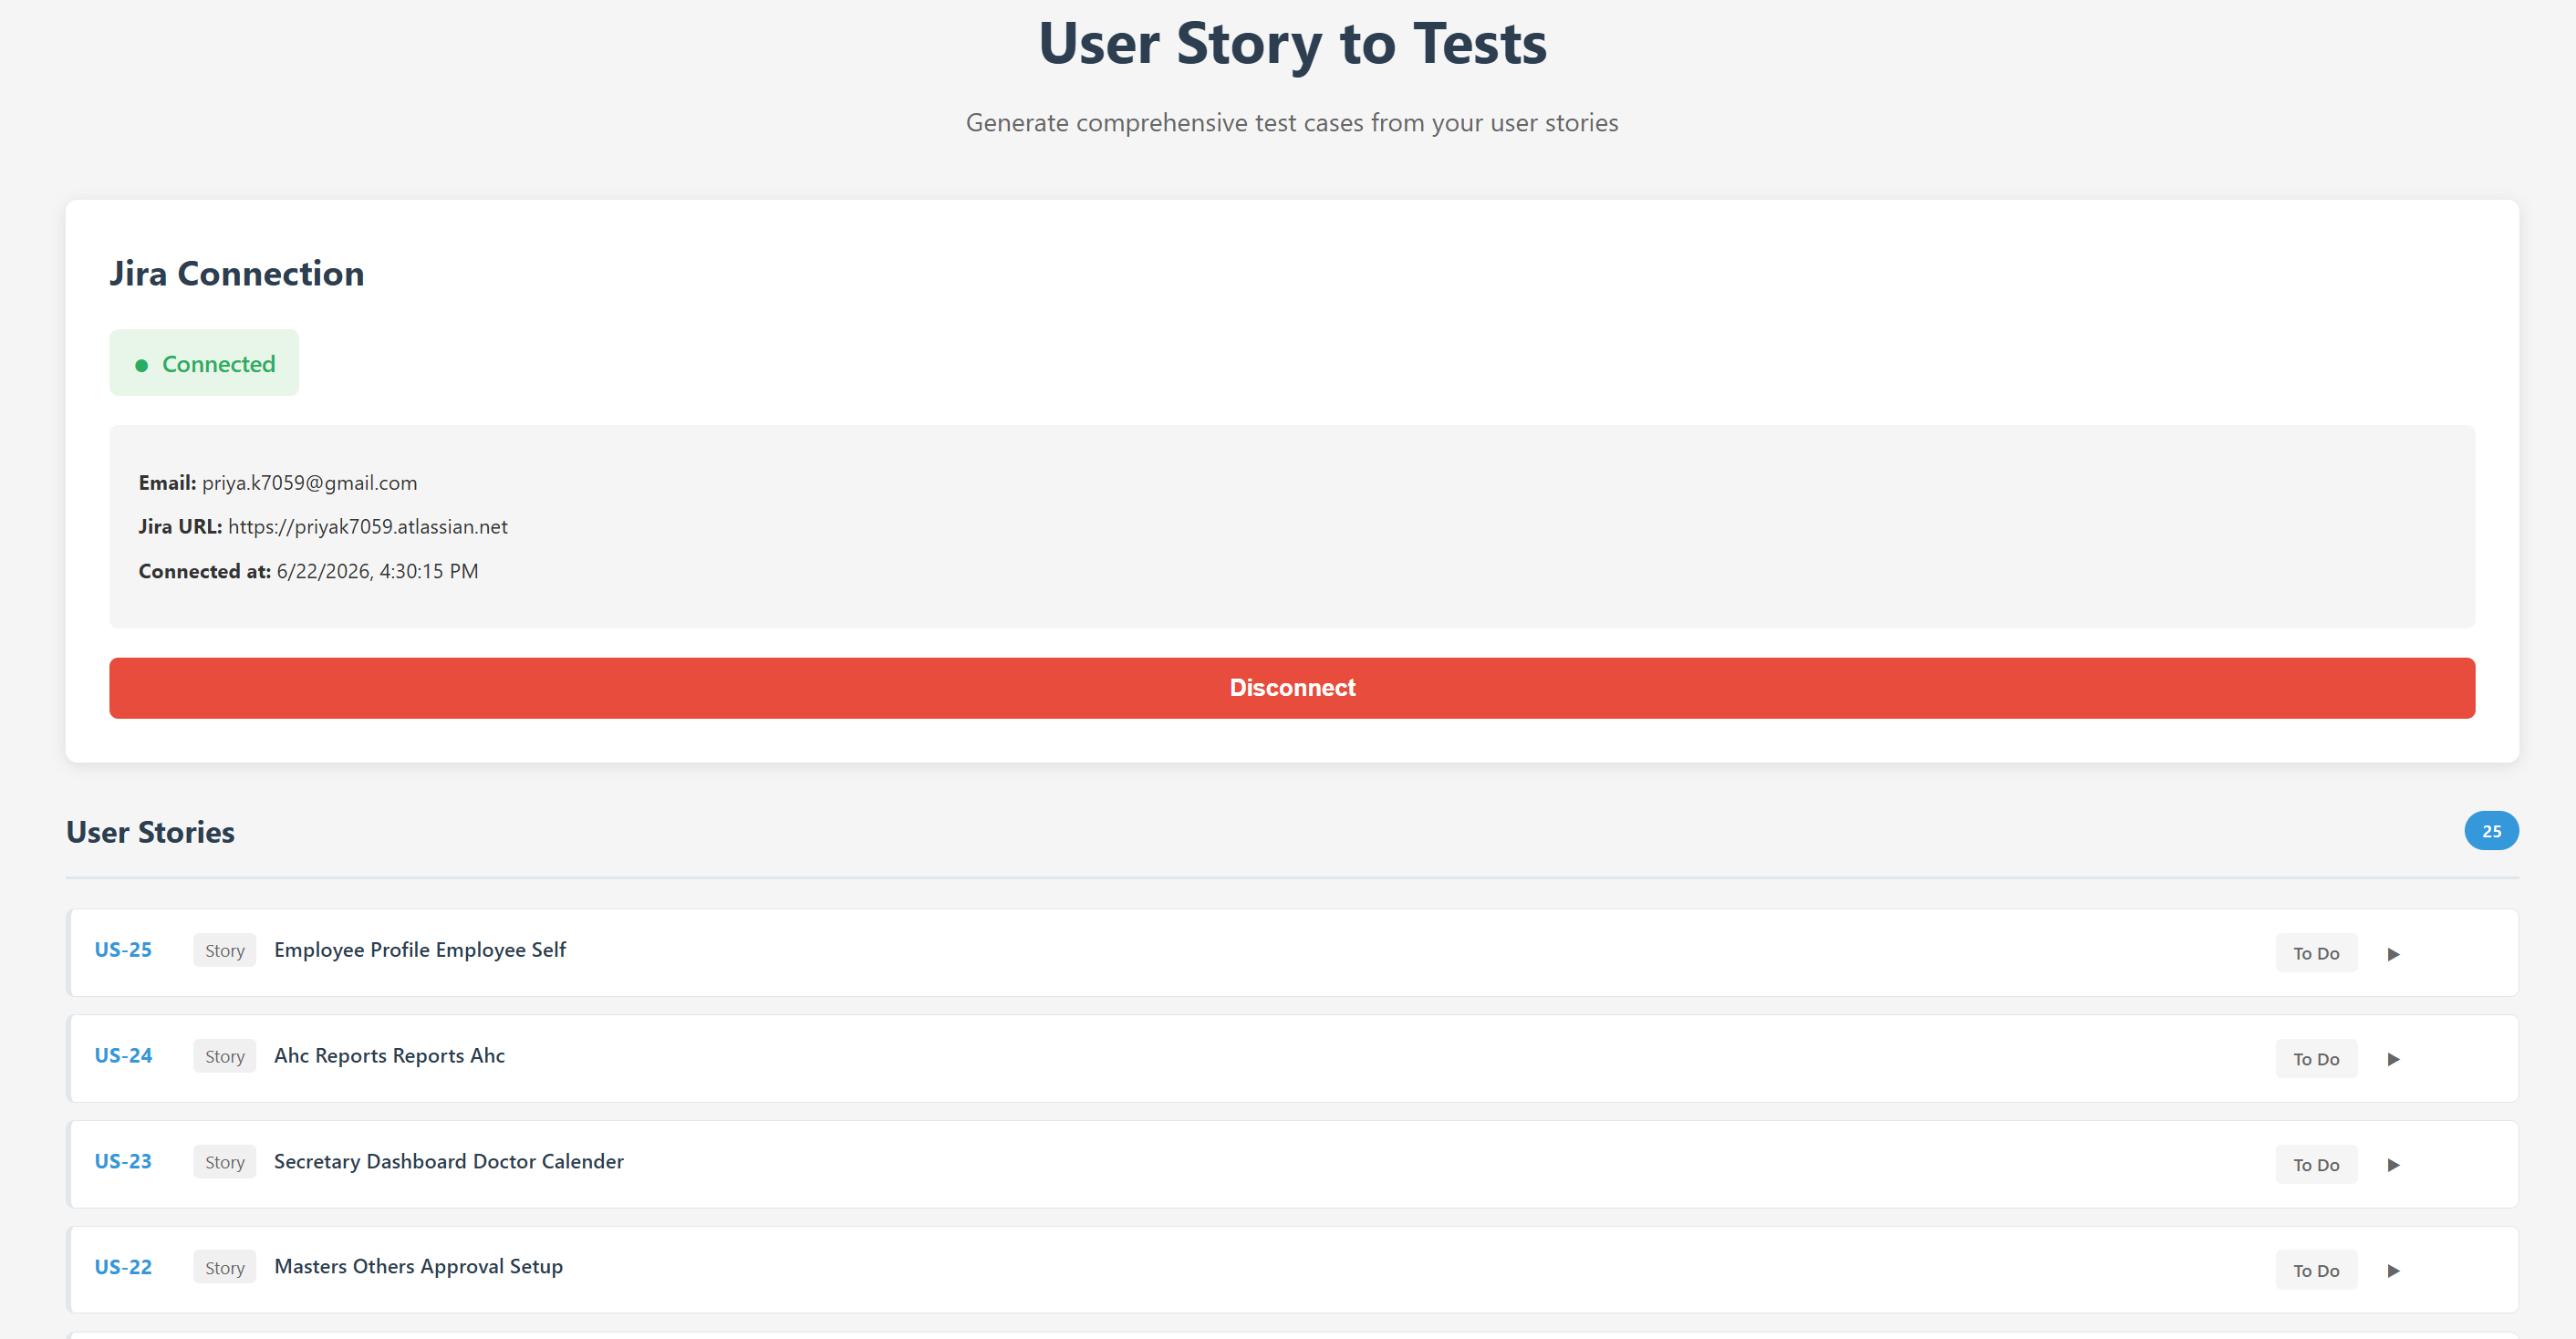 User Story to Tests
Generate comprehensive test cases from your user stories
Jira Connection
Connected
Email: priya.k7059@gmail.com
Jira URL: https://priyak7059.atlassian.net
Connected at: 6/22/2026, 4:30:15 PM
Disconnect
User Stories 25
US-25 Story Employee Profile Employee Self To Do
US-24 Story Ahc Reports Reports Ahc To Do
US-23 Story Secretary Dashboard Doctor Calender To Do
US-22 Story Masters Others Approval Setup To Do